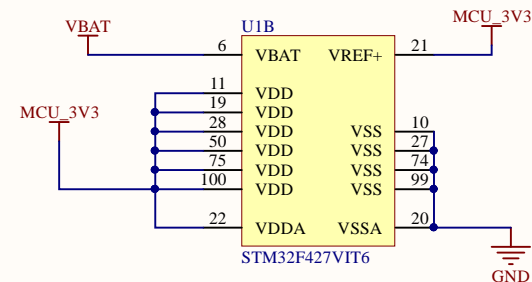 U1B
MCU_3V3
VBAT
6 VBAT VREF+ 21
11 VDD
19 VDD
MCU_3V3
28 VDD VSS 10
50 VDD VSS 27
75 VDD VSS 74
100 VDD VSS 99
22 VDDA VSSA 20
STM32F427VIT6
GND